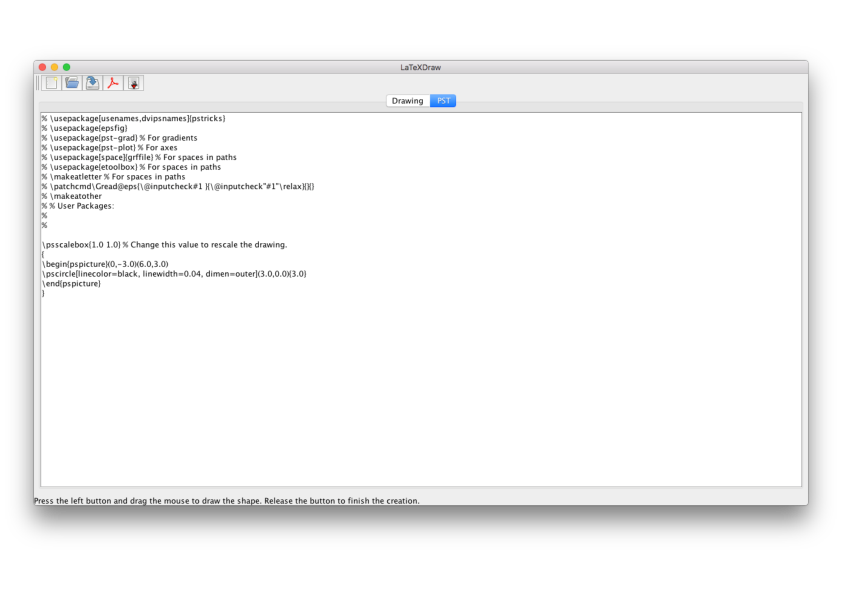 LaTeXDraw
Drawing PST
% \usepackage[usenames,dvipsnames]{pstricks}
% \usepackage{epsfig}
% \usepackage{pst-grad} % For gradients
% \usepackage{pst-plot} % For axes
% \usepackage[space]{grffile} % For spaces in paths
% \usepackage{etoolbox} % For spaces in paths
% \makeatletter % For spaces in paths
% \patchcmd\Gread@eps{\@inputcheck#1 }{\@inputcheck"#1"\relax}{}{}
% \makeatother
% % User Packages:
%
%
\psscalebox{1.0 1.0} % Change this value to rescale the drawing.
{
\begin{pspicture}(0,-3.0)(6.0,3.0)
\pscircle[linecolor=black, linewidth=0.04, dimen=outer](3.0,0.0){3.0}
\end{pspicture}
}
Press the left button and drag the mouse to draw the shape. Release the button to finish the creation.